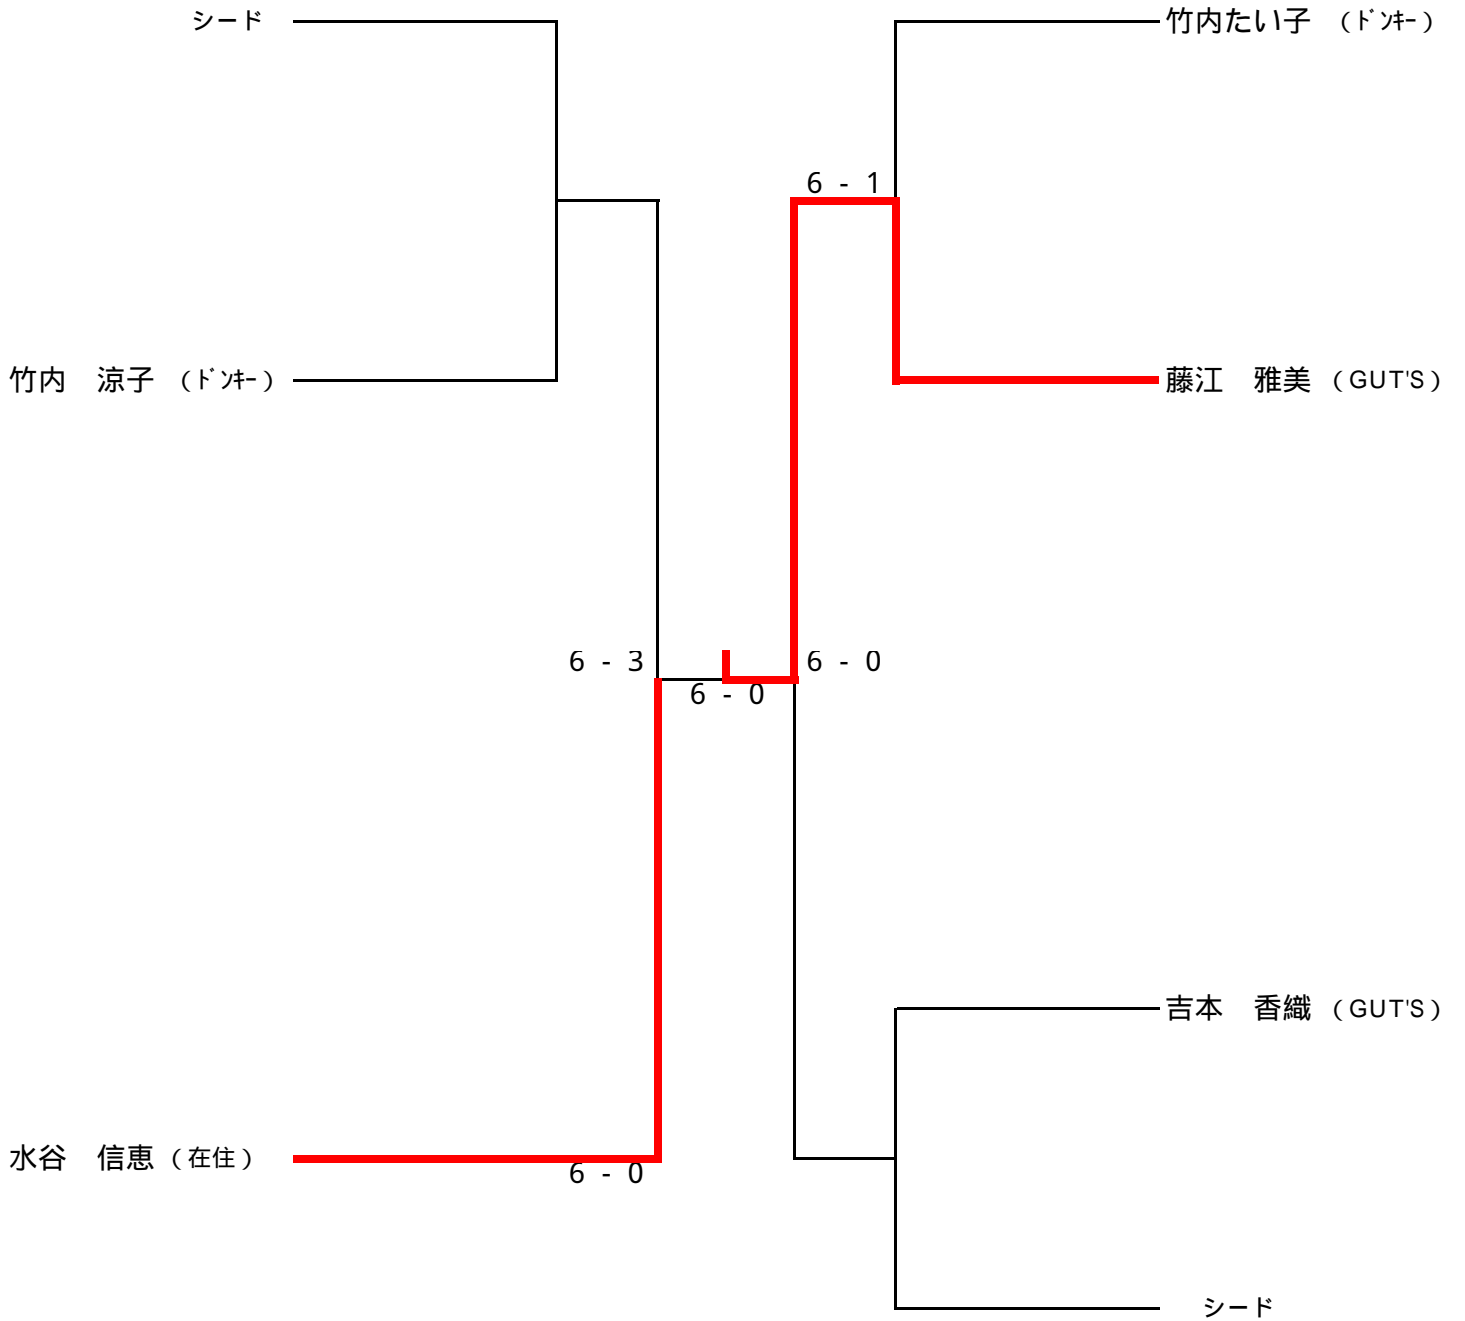 シード
竹内たい子　（ﾄﾞﾝｷｰ）
6 - 1
竹内　涼子　（ﾄﾞﾝｷｰ）
藤江　雅美　（GUT'S）
6 - 3
6 - 0
6 - 0
吉本　香織　（GUT'S）
水谷　信恵（在住）
6 - 0
シード